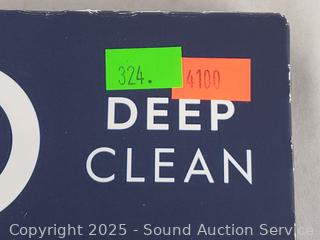 324. 4100
DEEP
CLEAN
Copyright 2025 - Sound Auction Service